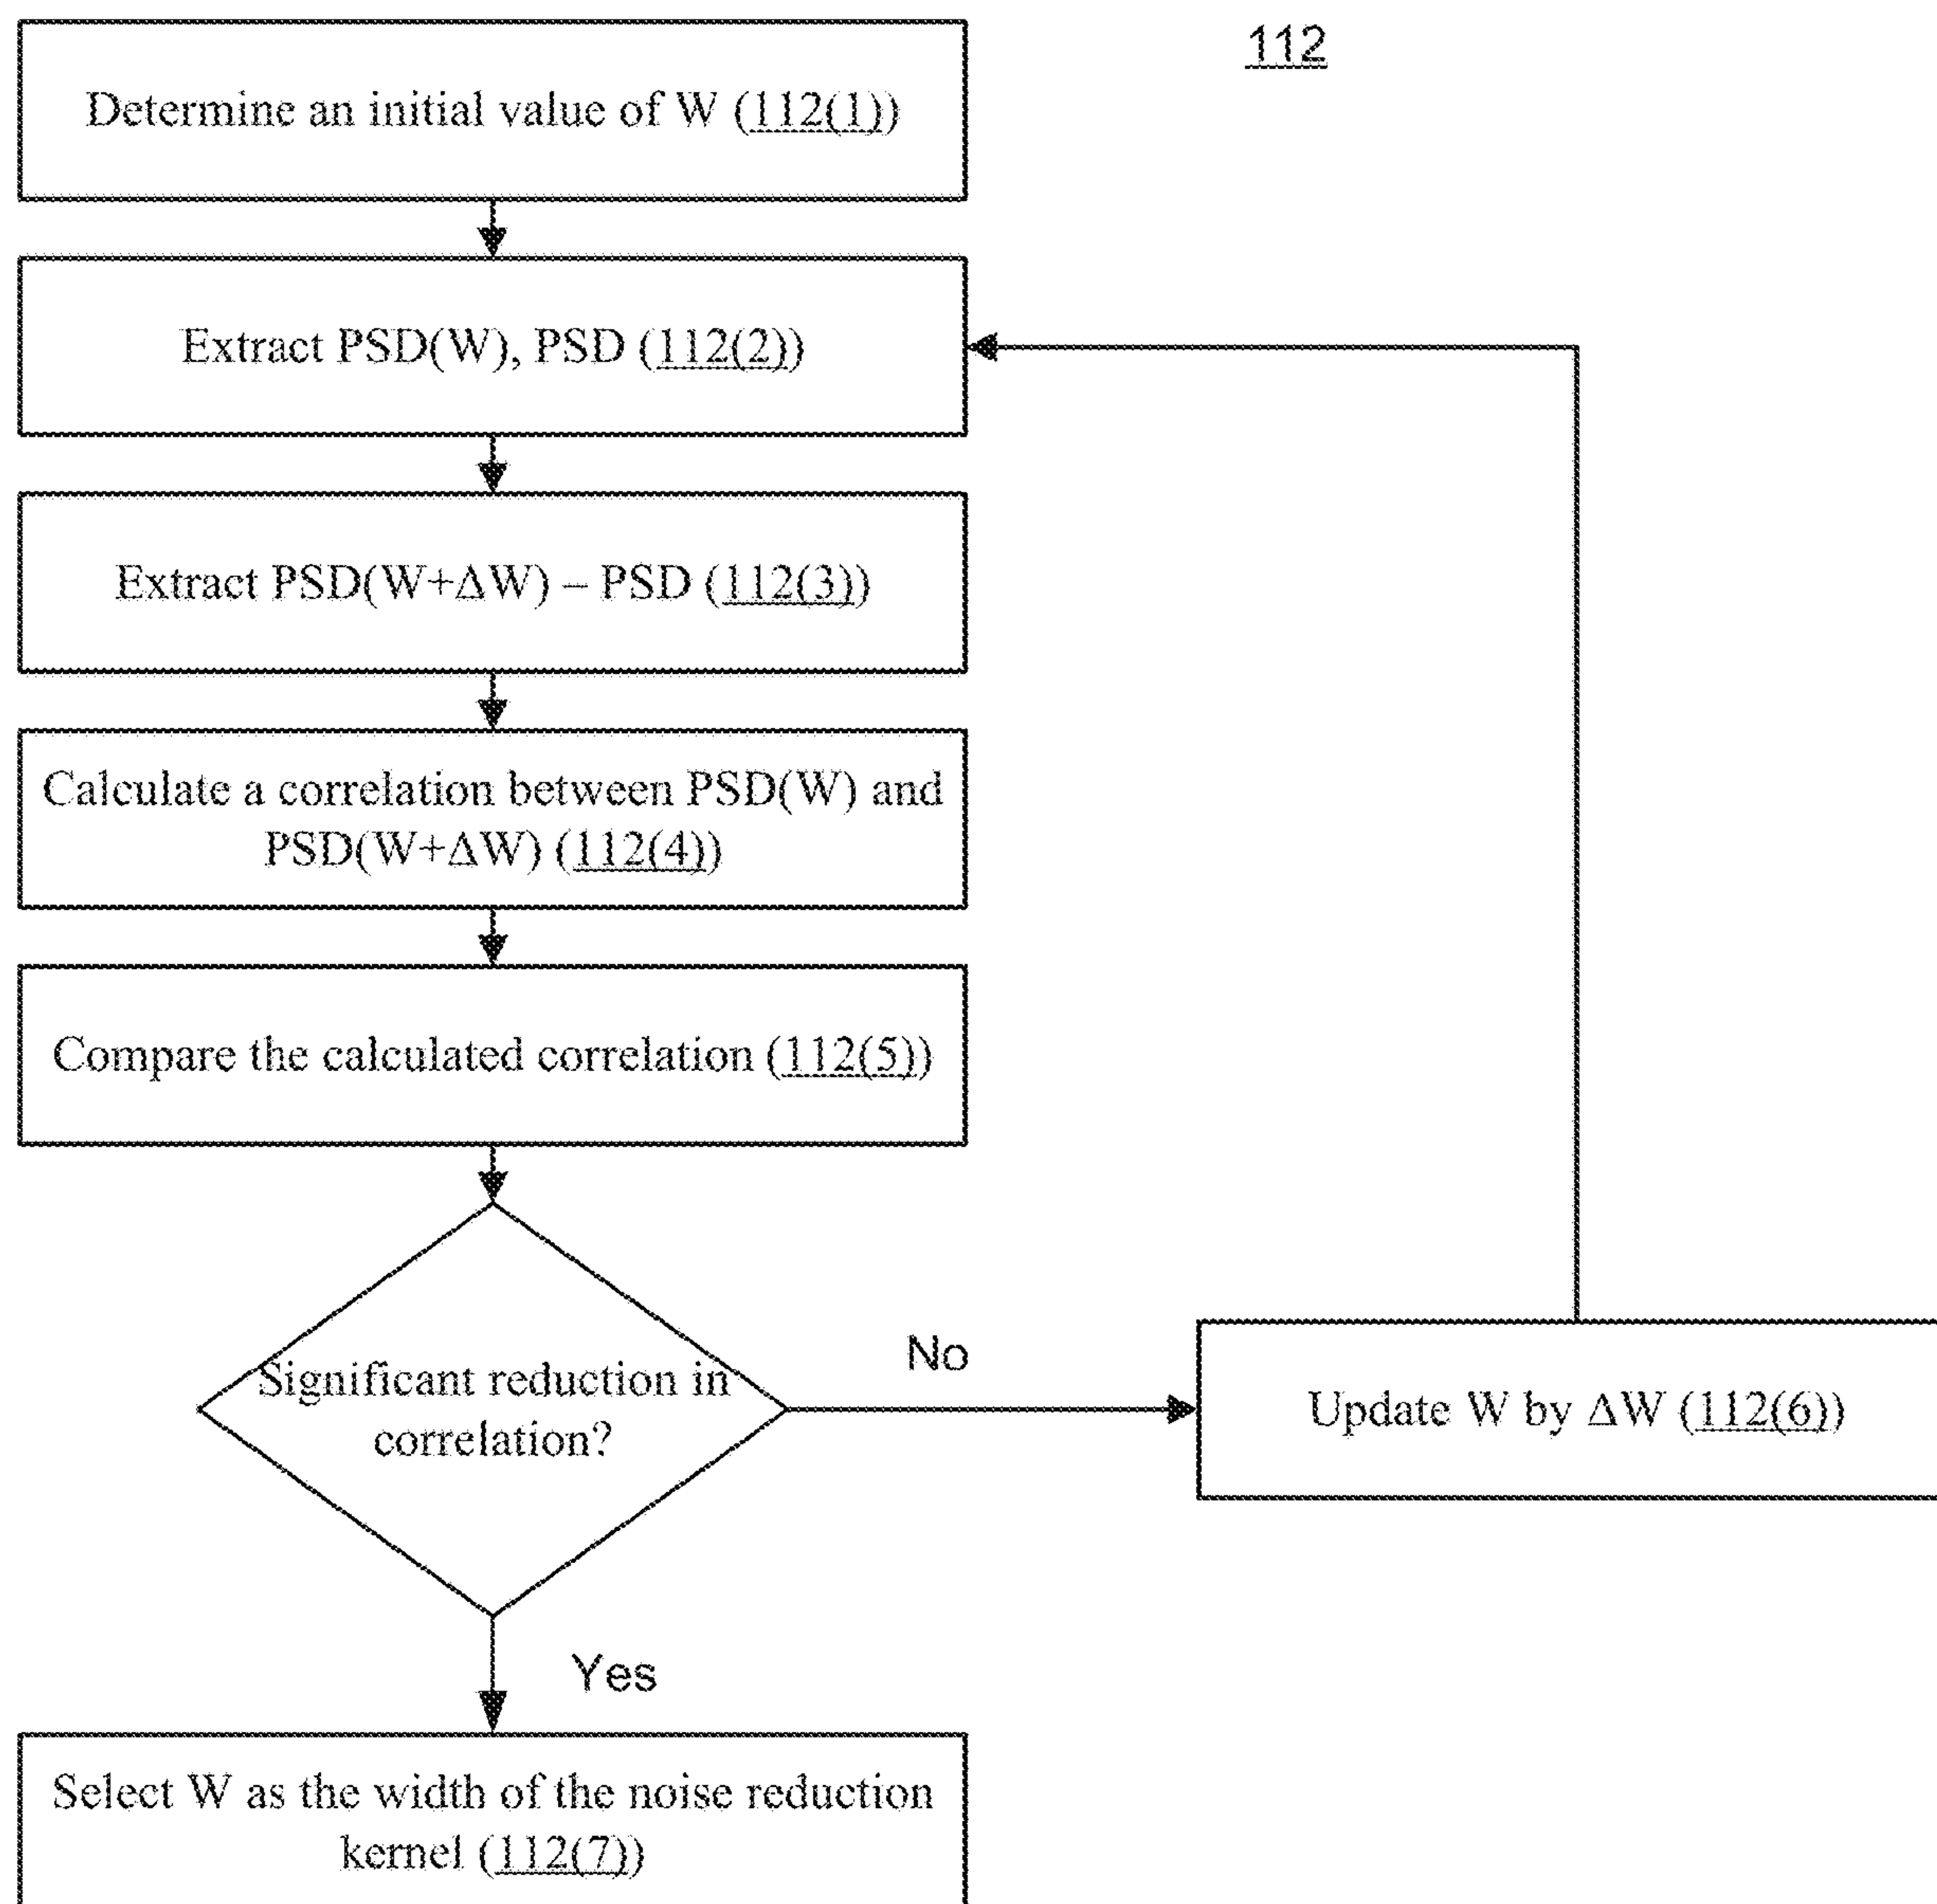 112
Determine an initial value of W (112(1))
Extract PSD(W), PSD (112(2))
Extract PSD(W+ΔW) – PSD (112(3))
Calculate a correlation between PSD(W) and
PSD(W+ΔW) (112(4))
Compare the calculated correlation (112(5))
Significant reduction in
correlation?
No
Update W by ΔW (112(6))
Yes
Select W as the width of the noise reduction
kernel (112(7))